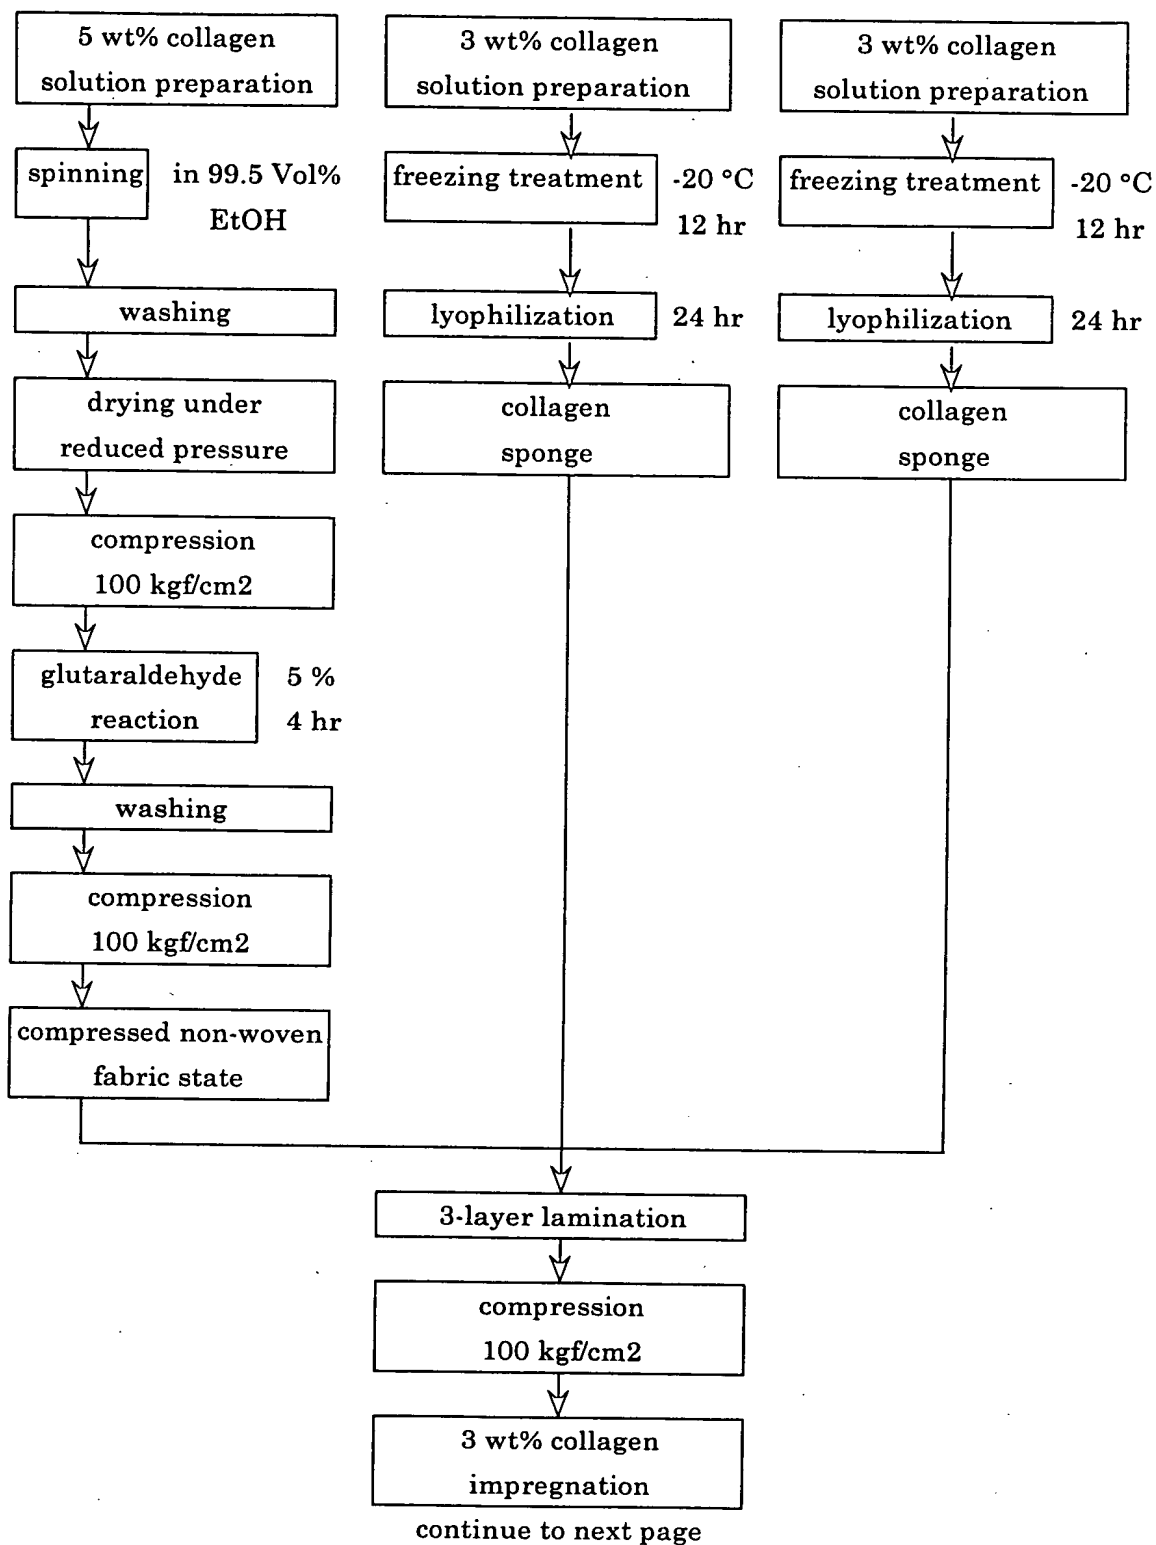 5 wt% collagen
solution preparation
spinning
in 99.5 Vol%
EtOH
washing
drying under
reduced pressure
compression
100 kgf/cm2
glutaraldehyde
reaction
5 %
4 hr
washing
compression
100 kgf/cm2
compressed non-woven
fabric state
3 wt% collagen
solution preparation
freezing treatment
-20 °C
12 hr
lyophilization
24 hr
collagen
sponge
3 wt% collagen
solution preparation
freezing treatment
-20 °C
12 hr
lyophilization
24 hr
collagen
sponge
3-layer lamination
compression
100 kgf/cm2
3 wt% collagen
impregnation
continue to next page